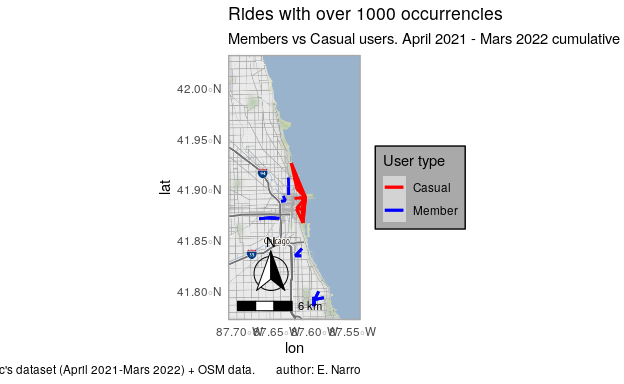 Rides with over 1000 occurrencies
Members vs Casual users. April 2021 - Mars 2022 cumulative
42.00°N
41.95°N
41.90°N
41.85°N
41.80°N
lat
Chicago
N
6 km
User type
Casual
Member
87.70°W 87.65°W 87.60°W 87.55°W
lon
c's dataset (April 2021-Mars 2022) + OSM data. author: E. Narro